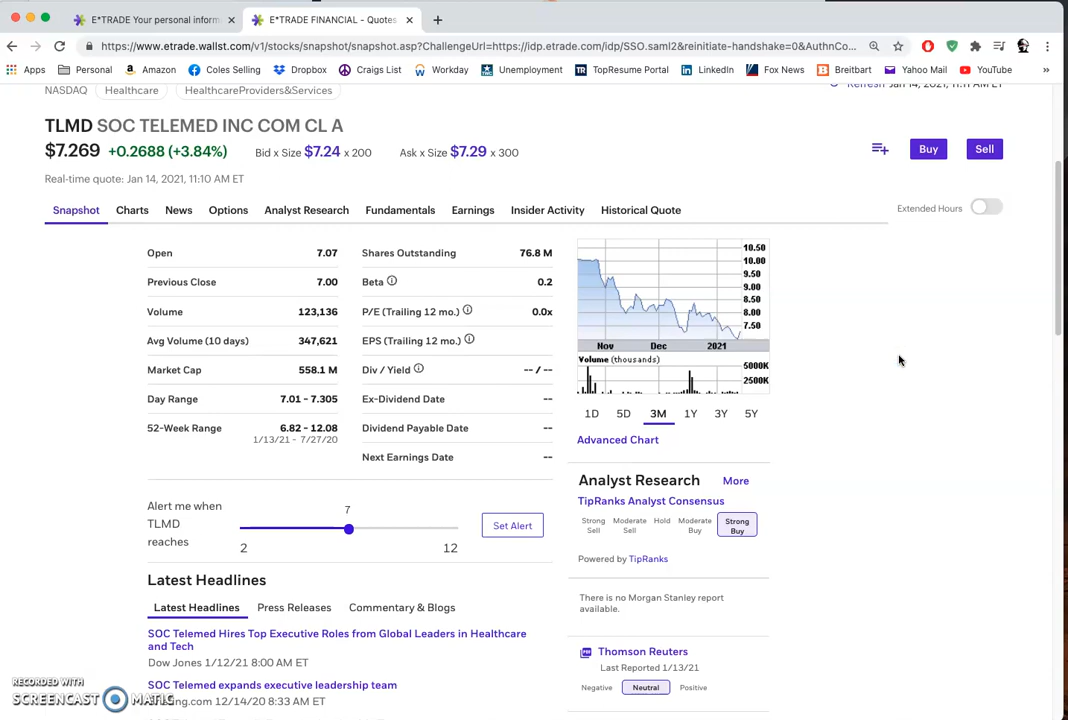 E*TRADE Your personal inform
E*TRADE FINANCIAL - Quotes
https://www.etrade.wallst.com/v1/stocks/snapshot/snapshot.asp?ChallengeUrl=https://idp.etrade.com/idp/SSO.saml2&reinitiate-handshake=0&AuthnCo...
Apps Personal Amazon Coles Selling Dropbox Craigs List Workday Unemployment TopResume Portal LinkedIn Fox News Breitbart Yahoo Mail YouTube »
NASDAQ Healthcare HealthcareProviders&Services
Refresh Jan 14, 2021, 11:11 AM ET
TLMD SOC TELEMED INC COM CL A
$7.269 +0.2688 (+3.84%) Bid x Size $7.24 x 200 Ask x Size $7.29 x 300
Buy Sell
Real-time quote: Jan 14, 2021, 11:10 AM ET
Snapshot Charts News Options Analyst Research Fundamentals Earnings Insider Activity Historical Quote
Extended Hours
Open 7.07
Previous Close 7.00
Volume 123,136
Avg Volume (10 days) 347,621
Market Cap 558.1 M
Day Range 7.01 - 7.305
52-Week Range 6.82 - 12.08
1/13/21 - 7/27/20
Shares Outstanding 76.8 M
Beta 0.2
P/E (Trailing 12 mo.) 0.0x
EPS (Trailing 12 mo.)
Div / Yield -- / --
Ex-Dividend Date --
Dividend Payable Date --
Next Earnings Date --
10.50
10.00
9.50
9.00
8.50
8.00
7.50
Nov Dec 2021
Volume (thousands)
5000K
2500K
1D 5D 3M 1Y 3Y 5Y
Advanced Chart
Alert me when
TLMD
reaches
7
2 12
Set Alert
Analyst Research More
TipRanks Analyst Consensus
Strong Sell
Moderate Sell
Hold
Moderate Buy
Strong Buy
Powered by TipRanks
There is no Morgan Stanley report
available.
Thomson Reuters
Last Reported 1/13/21
Negative Neutral Positive
Latest Headlines
Latest Headlines Press Releases Commentary & Blogs
SOC Telemed Hires Top Executive Roles from Global Leaders in Healthcare
and Tech
Dow Jones 1/12/21 8:00 AM ET
SOC Telemed expands executive leadership team
.com 12/14/20 8:33 AM ET
RECORDED WITH
SCREENCAST MATIC